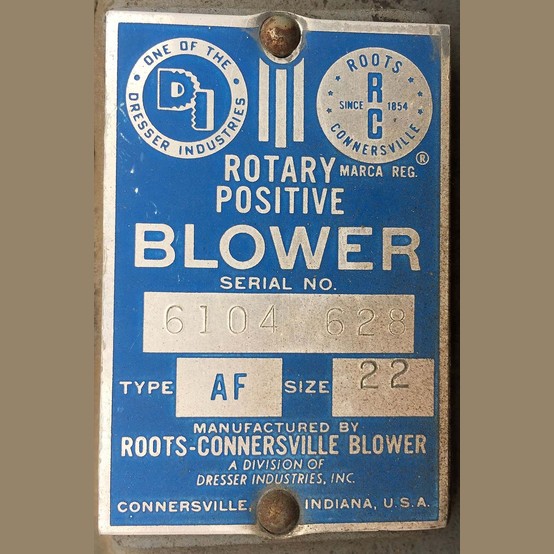 ONE OF THE
DRESSER INDUSTRIES
DI
ROOTS
RC
SINCE 1854
CONNERSVILLE
®
MARCA REG.
ROTARY
POSITIVE
BLOWER
SERIAL NO.
6104 628
TYPE AF SIZE 22
MANUFACTURED BY
ROOTS-CONNERSVILLE BLOWER
A DIVISION OF
DRESSER INDUSTRIES, INC.
CONNERSVILLE, INDIANA, U.S.A.